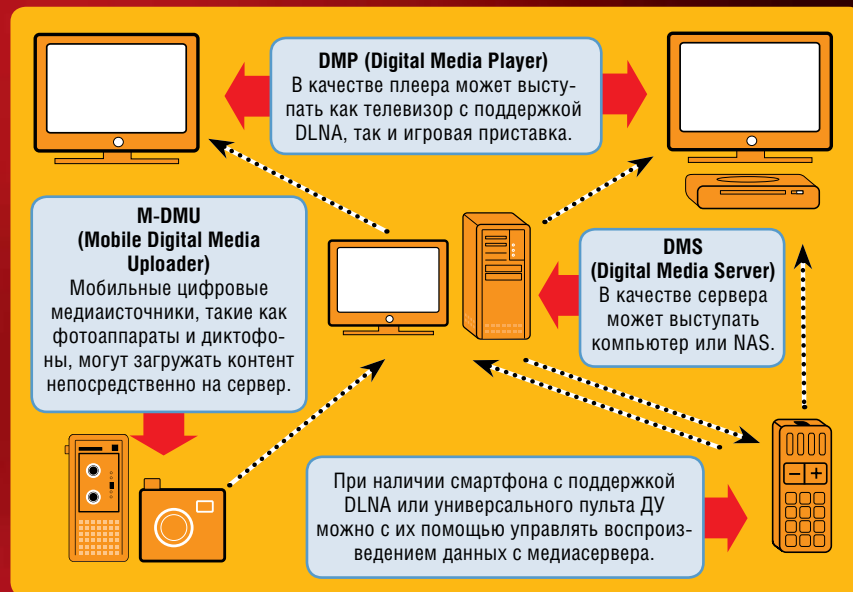 DMP (Digital Media Player)
В качестве плеера может высту-
пать как телевизор с поддержкой
DLNA, так и игровая приставка.
M-DMU
(Mobile Digital Media
Uploader)
Мобильные цифровые
медиаисточники, такие как
фотоаппараты и диктофо-
ны, могут загружать контент
непосредственно на сервер.
DMS
(Digital Media Server)
В качестве сервера
может выступать
компьютер или NAS.
При наличии смартфона с поддержкой
DLNA или универсального пульта ДУ
можно с их помощью управлять воспроиз-
ведением данных с медиасервера.